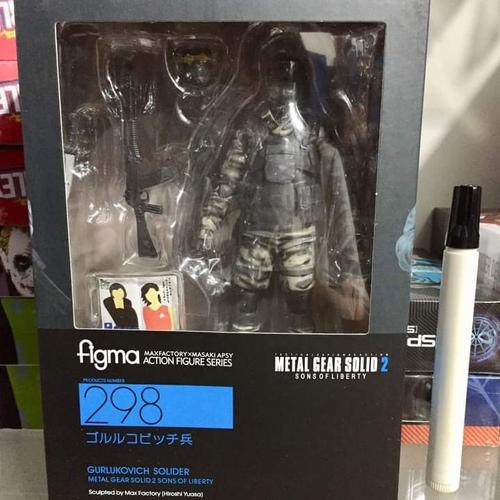 figma
MAXFACTORY×MASAKI APSY
ACTION FIGURE SERIES
METAL GEAR SOLID 2
SONS OF LIBERTY
PRODUCTS NUMBER
298
ゴルルコビッチ兵
GURLUKOVICH SOLIDER
METAL GEAR SOLID 2 SONS OF LIBERTY
Sculpted by Max Factory (Hiroshi Yuasa)